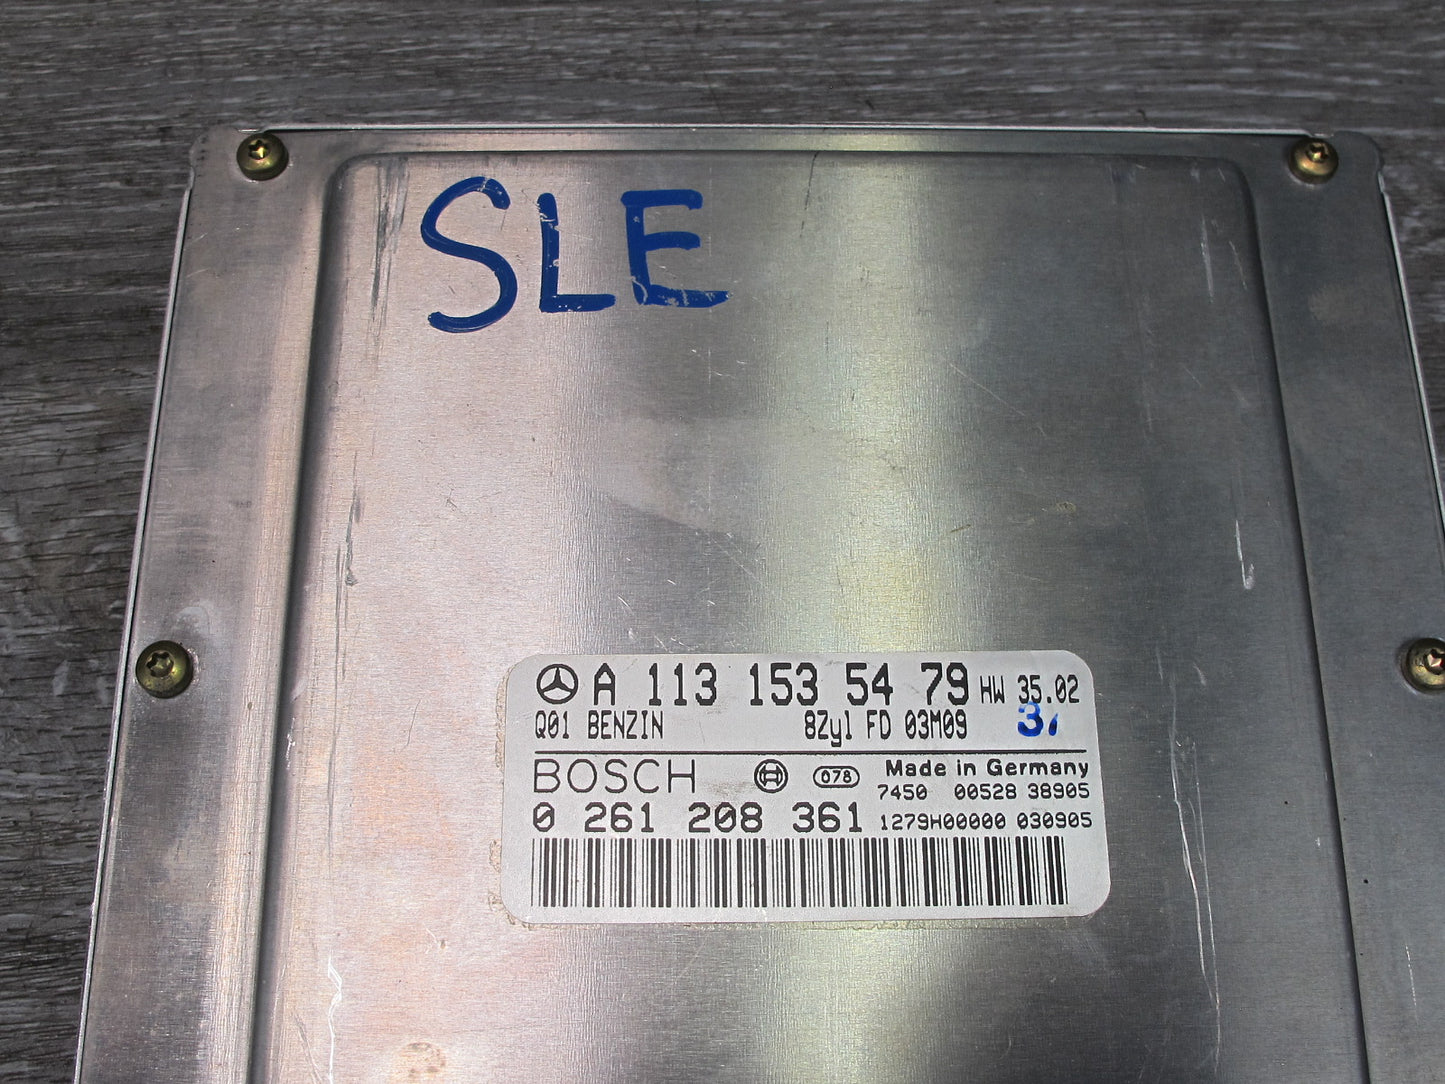 SLE
A 113 153 54 79 HW 35.02
Q01 BENZIN 8Zyl FD 03M09 31
BOSCH 078 Made in Germany
7450 00528 38905
0 261 208 361 1279H00000 030905